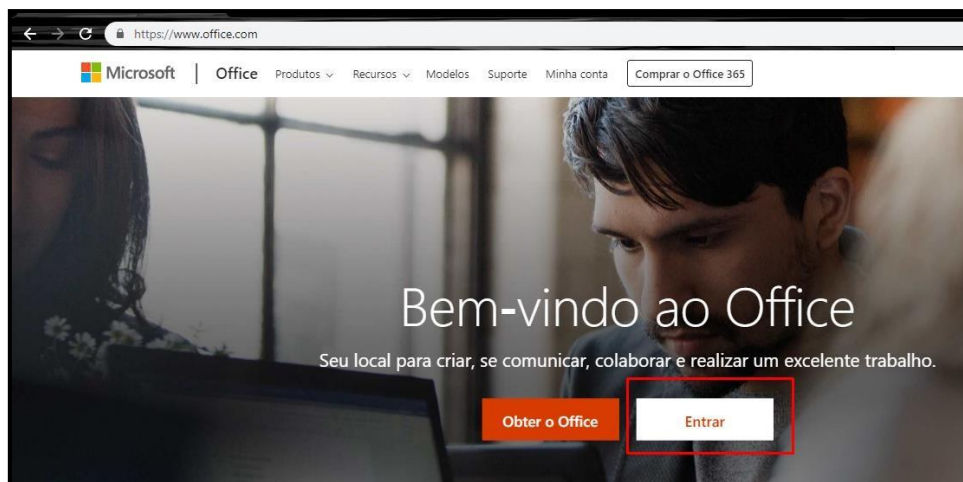 https://www.office.com
Microsoft | Office Produtos Recursos Modelos Suporte Minha conta Comprar o Office 365
Bem-vindo ao Office
Seu local para criar, se comunicar, colaborar e realizar um excelente trabalho.
Obter o Office Entrar